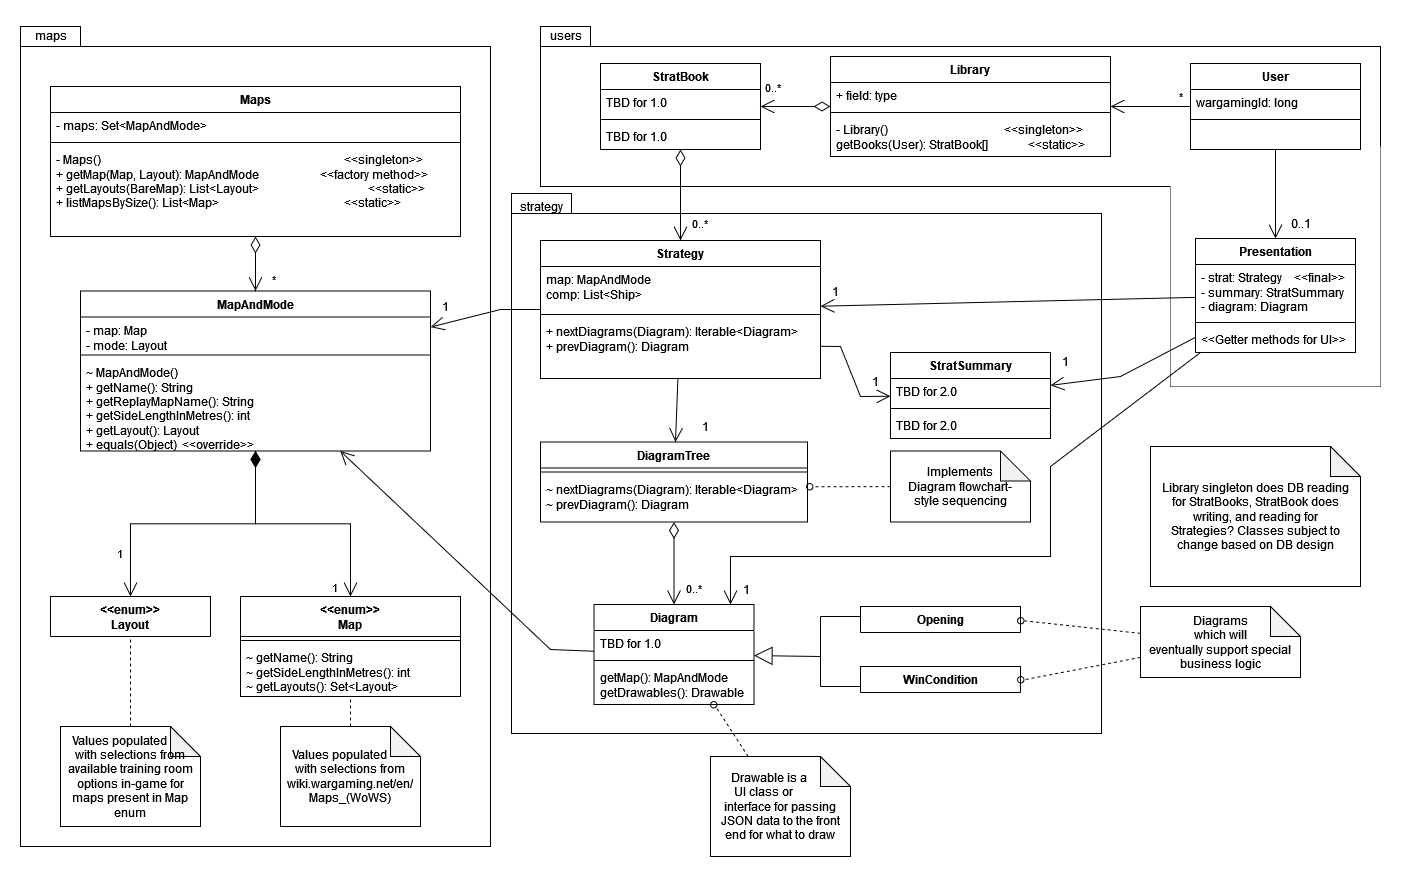 maps
Maps
- maps: Set<MapAndMode>
- Maps() <<singleton>>
+ getMap(Map, Layout): MapAndMode <<factory method>>
+ getLayouts(BareMap): List<Layout> <<static>>
+ listMapsBySize(): List<Map> <<static>>
*
MapAndMode
- map: Map
- mode: Layout
~ MapAndMode()
+ getName(): String
+ getReplayMapName(): String
+ getSideLengthInMetres(): int
+ getLayout(): Layout
+ equals(Object) <<override>>
1
1
1
<<enum>>
Layout
<<enum>>
Map
~ getName(): String
~ getSideLengthInMetres(): int
~ getLayouts(): Set<Layout>
Values populated
with selections from
available training room
options in-game for
maps present in Map
enum
Values populated
with selections from
wiki.wargaming.net/en/
Maps_(WoWS)
users
StratBook
TBD for 1.0
TBD for 1.0
0..*
Library
+ field: type
- Library() <<singleton>>
getBooks(User): StratBook[] <<static>>
*
User
wargamingId: long
0..1
Presentation
- strat: Strategy <<final>>
- summary: StratSummary
- diagram: Diagram
<<Getter methods for UI>>
strategy
0..*
Strategy
map: MapAndMode
comp: List<Ship>
+ nextDiagrams(Diagram): Iterable<Diagram>
+ prevDiagram(): Diagram
1
1
1
StratSummary
TBD for 2.0
TBD for 2.0
1
DiagramTree
~ nextDiagrams(Diagram): Iterable<Diagram>
~ prevDiagram(): Diagram
Implements
Diagram flowchart-
style sequencing
0..*
1
Diagram
TBD for 1.0
getMap(): MapAndMode
getDrawables(): Drawable
Opening
WinCondition
Drawable is a
UI class or
interface for passing
JSON data to the front
end for what to draw
Library singleton does DB reading
for StratBooks, StratBook does
writing, and reading for
Strategies? Classes subject to
change based on DB design
Diagrams
which will
eventually support special
business logic